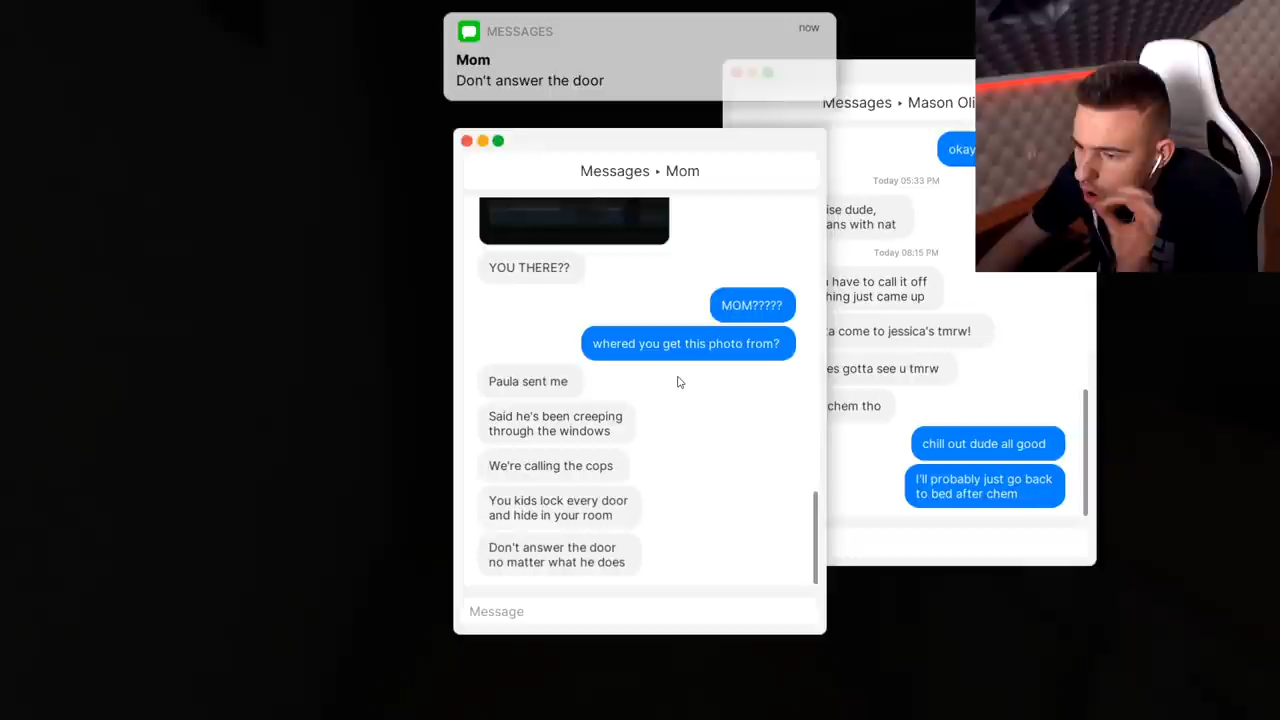 MESSAGES
now
Mom
Don't answer the door
Messages ‣ Mom
YOU THERE??
MOM?????
whered you get this photo from?
Paula sent me
Said he's been creeping
through the windows
We're calling the cops
You kids lock every door
and hide in your room
Don't answer the door
no matter what he does
Message
Messages ‣ Mason Oli
okay
Today 05:33 PM
ise dude,
ans with nat
Today 08:15 PM
have to call it off
hing just came up
ta come to jessica's tmrw!
es gotta see u tmrw
chem tho
chill out dude all good
I'll probably just go back
to bed after chem